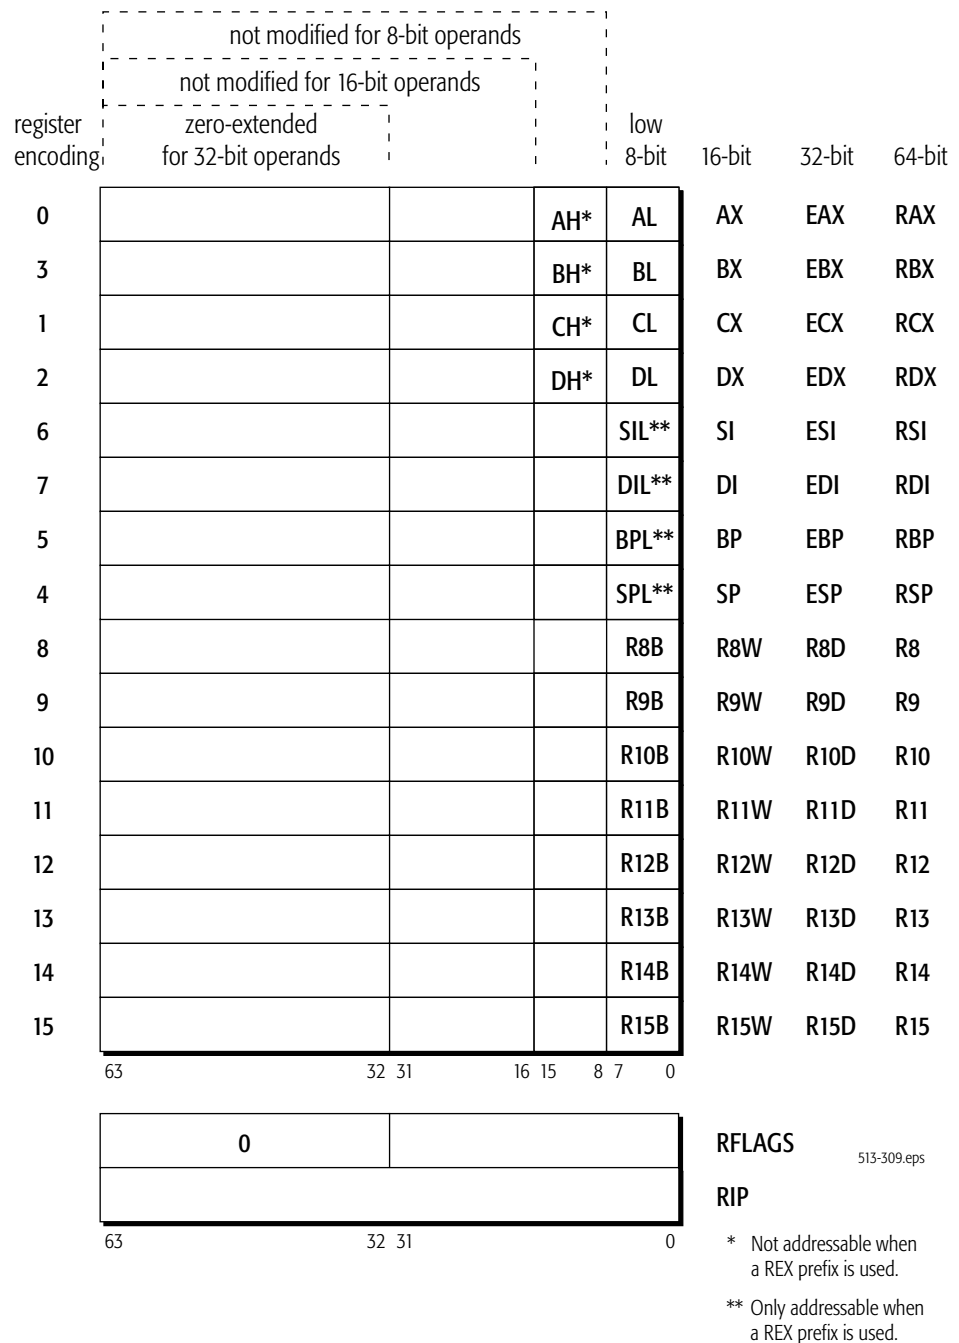 not modified for 8-bit operands
not modified for 16-bit operands
register encoding
zero-extended for 32-bit operands
low 8-bit
16-bit
32-bit
64-bit
0 AH* AL AX EAX RAX
3 BH* BL BX EBX RBX
1 CH* CL CX ECX RCX
2 DH* DL DX EDX RDX
6 SIL** SI ESI RSI
7 DIL** DI EDI RDI
5 BPL** BP EBP RBP
4 SPL** SP ESP RSP
8 R8B R8W R8D R8
9 R9B R9W R9D R9
10 R10B R10W R10D R10
11 R11B R11W R11D R11
12 R12B R12W R12D R12
13 R13B R13W R13D R13
14 R14B R14W R14D R14
15 R15B R15W R15D R15
63 32 31 16 15 8 7 0
0 RFLAGS
513-309.eps
RIP
63 32 31 0
* Not addressable when
a REX prefix is used.
** Only addressable when
a REX prefix is used.